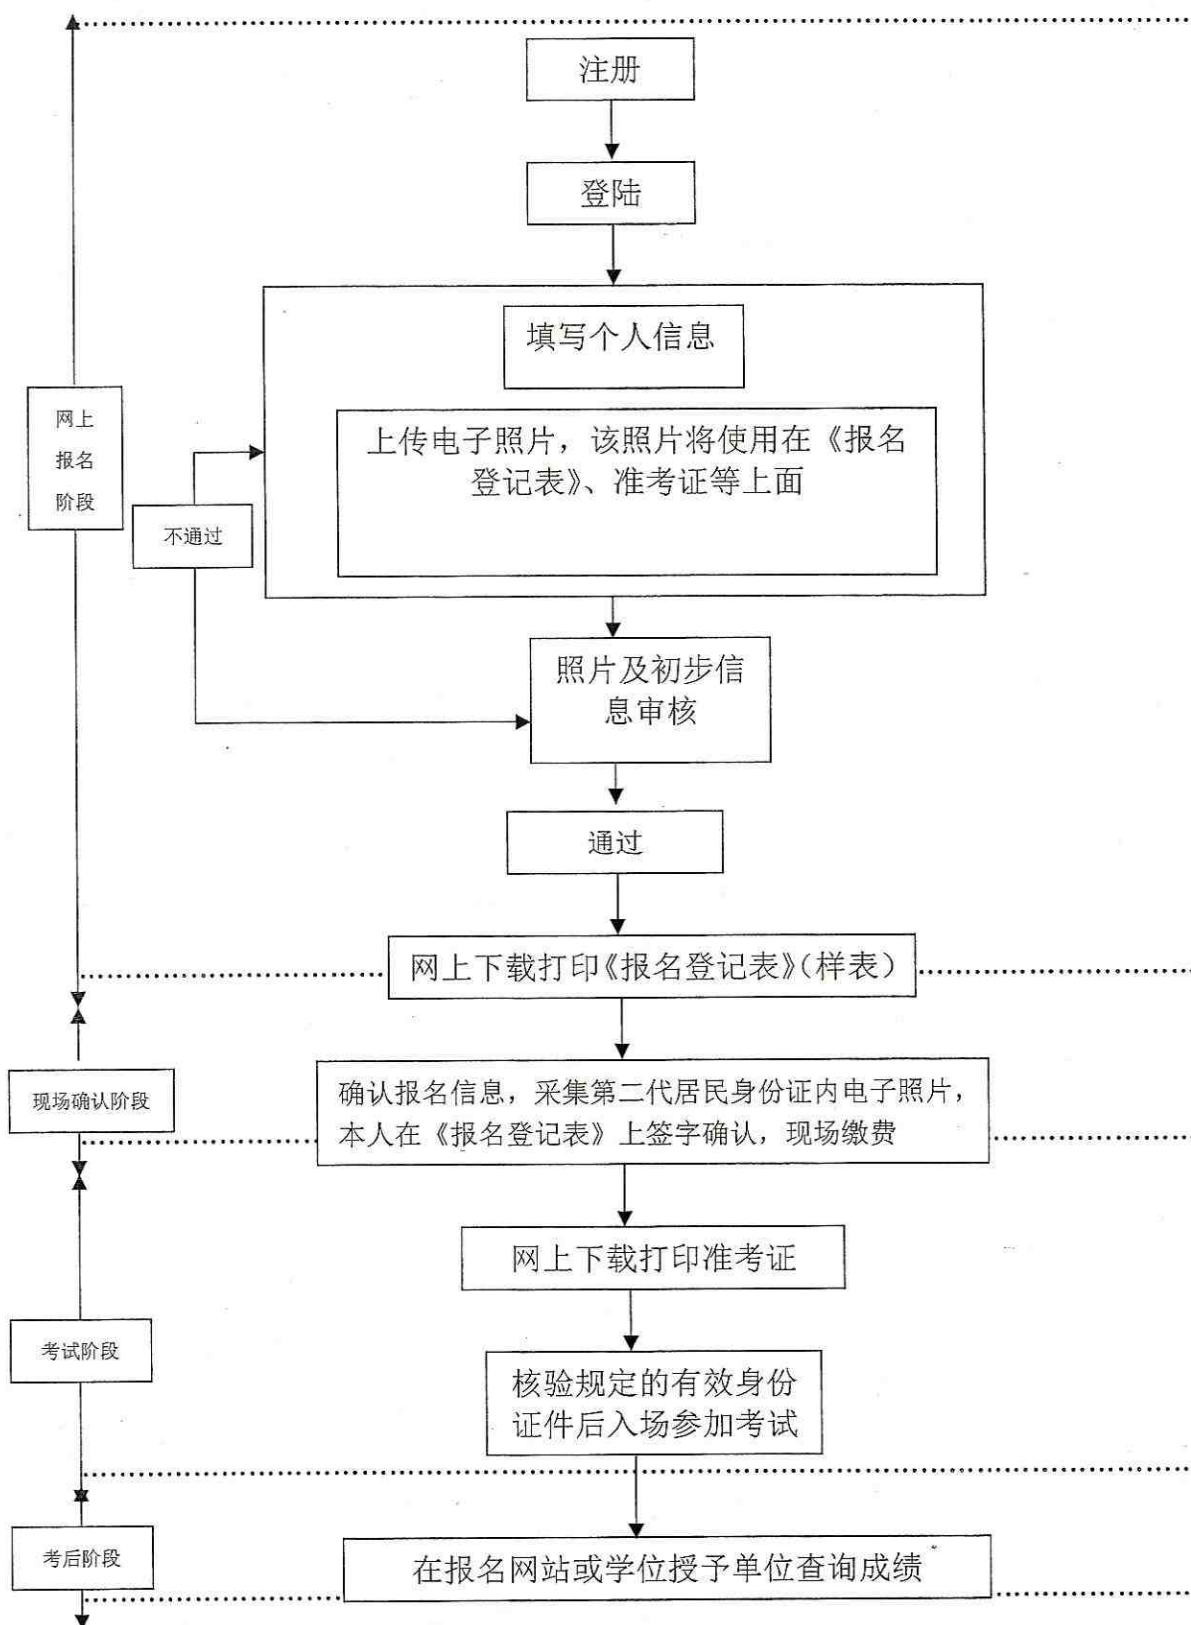 注册
登陆
填写个人信息
上传电子照片，该照片将使用在《报名
登记表》、准考证等上面
网上
报名
阶段
不通过
照片及初步信
息审核
通过
网上下载打印《报名登记表》（样表）
现场确认阶段
确认报名信息，采集第二代居民身份证内电子照片，
本人在《报名登记表》上签字确认，现场缴费
网上下载打印准考证
考试阶段
核验规定的有效身份
证件后入场参加考试
考后阶段
在报名网站或学位授予单位查询成绩